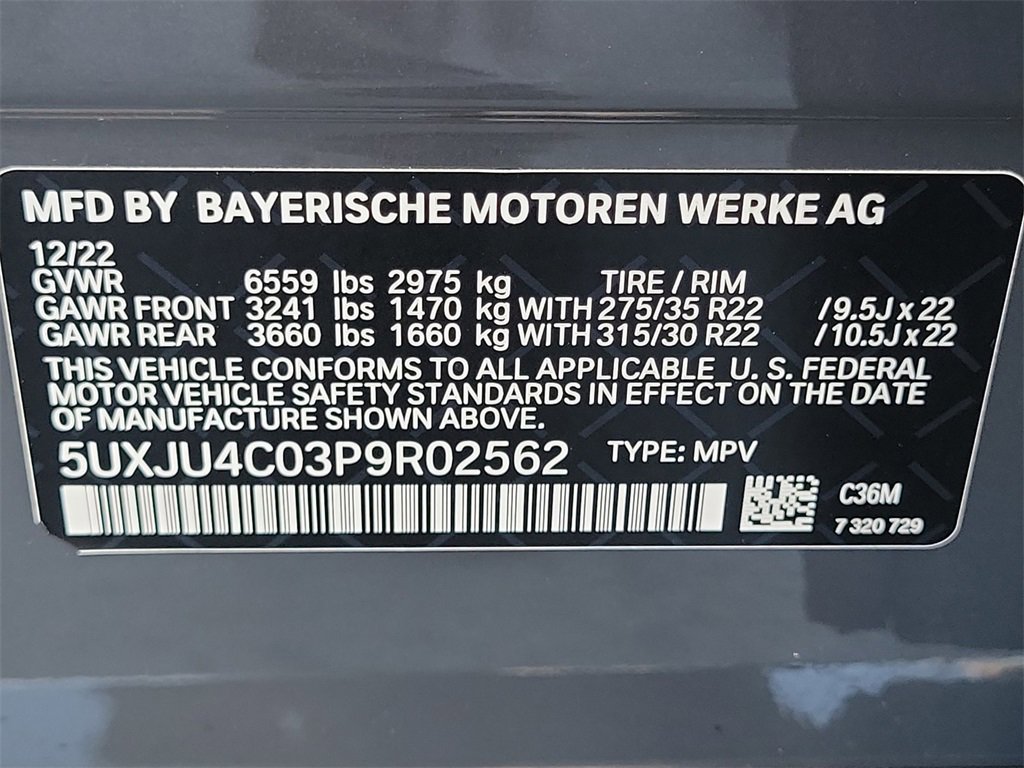 MFD BY BAYERISCHE MOTOREN WERKE AG
12/22
GVWR 6559 lbs 2975 kg TIRE / RIM
GAWR FRONT 3241 lbs 1470 kg WITH 275/35 R22 /9.5J x 22
GAWR REAR 3660 lbs 1660 kg WITH 315/30 R22 /10.5J x 22
THIS VEHICLE CONFORMS TO ALL APPLICABLE U. S. FEDERAL
MOTOR VEHICLE SAFETY STANDARDS IN EFFECT ON THE DATE
OF MANUFACTURE SHOWN ABOVE.
5UXJU4C03P9R02562 TYPE: MPV
C36M
7 320 729